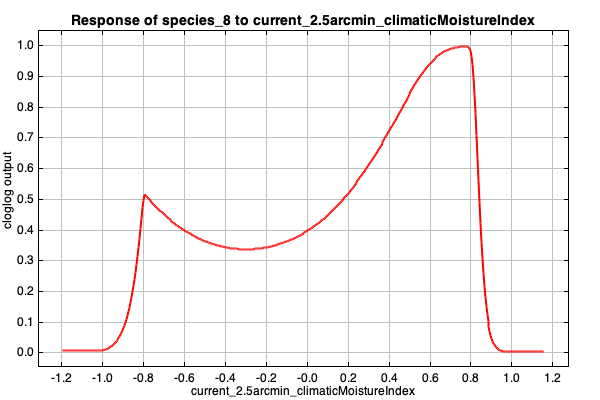 Response of species_8 to current_2.5arcmin_climaticMoistureIndex
1.0
0.9
0.8
0.7
0.6
0.5
0.4
0.3
0.2
0.1
0.0
cloglog output
-1.2 -1.0 -0.8 -0.6 -0.4 -0.2 -0.0 0.2 0.4 0.6 0.8 1.0 1.2
current_2.5arcmin_climaticMoistureIndex